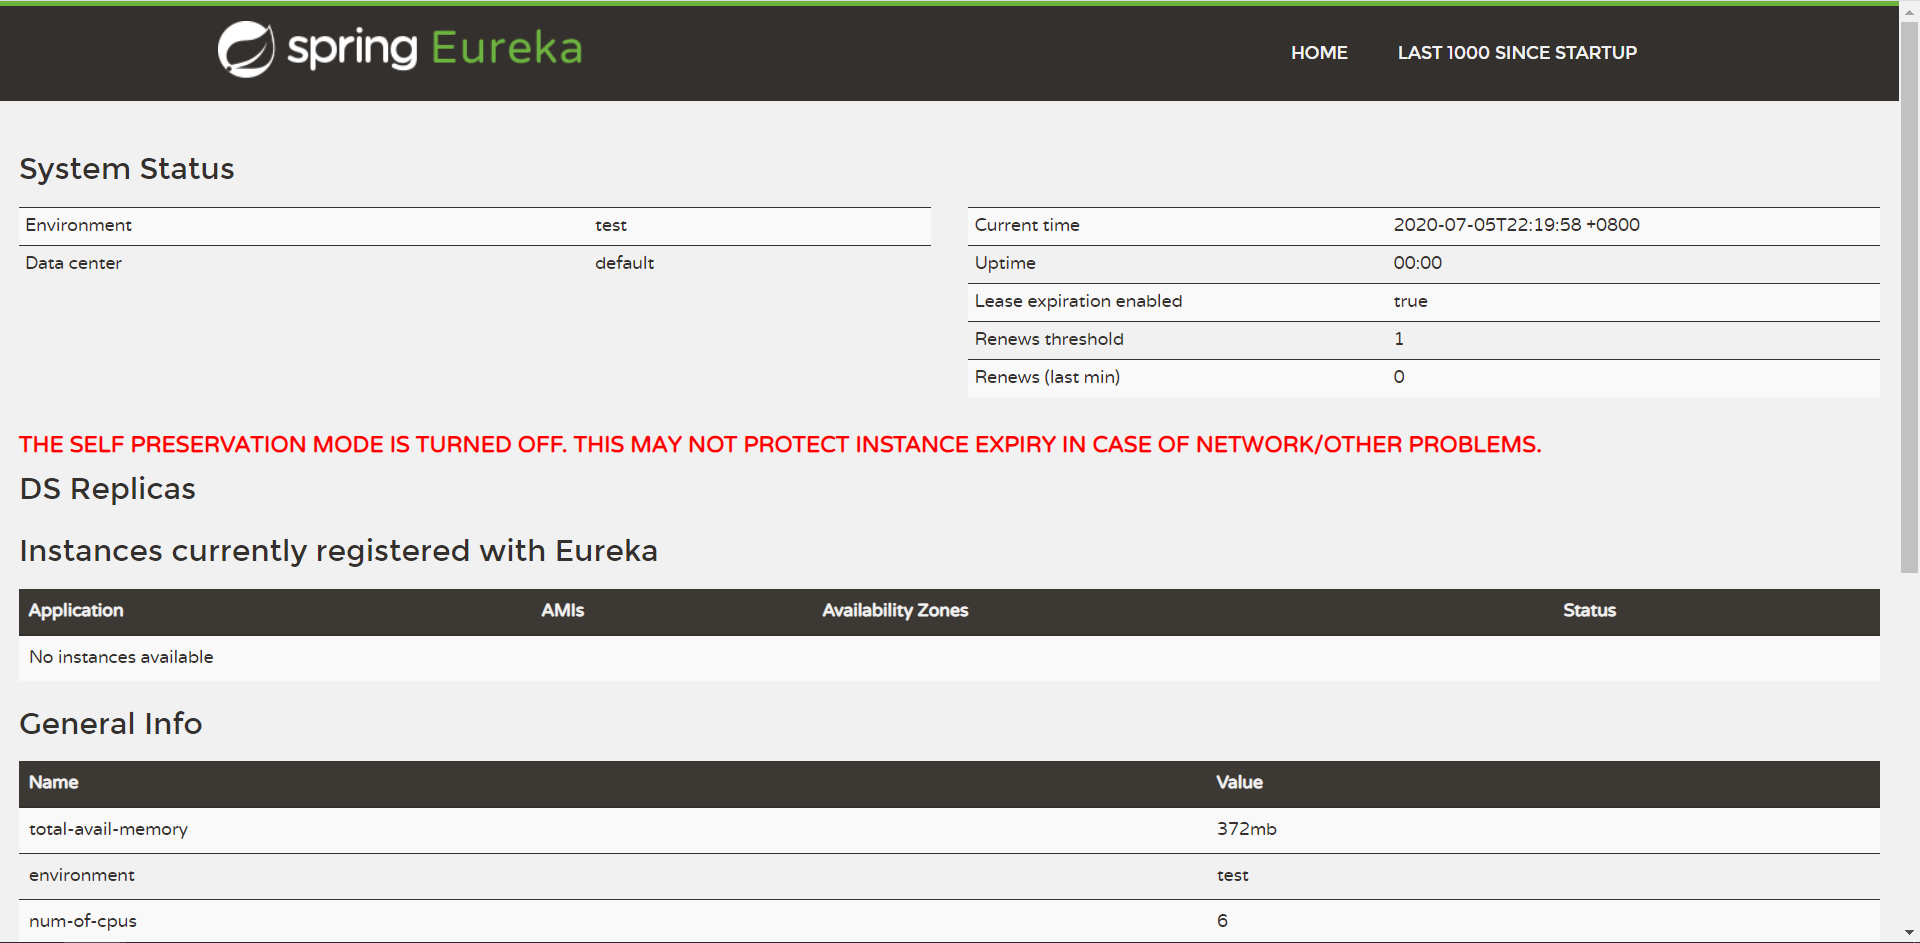 spring Eureka
HOME LAST 1000 SINCE STARTUP
System Status
Environment test
Data center default
Current time 2020-07-05T22:19:58 +0800
Uptime 00:00
Lease expiration enabled true
Renews threshold 1
Renews (last min) 0
THE SELF PRESERVATION MODE IS TURNED OFF. THIS MAY NOT PROTECT INSTANCE EXPIRY IN CASE OF NETWORK/OTHER PROBLEMS.
DS Replicas
Instances currently registered with Eureka
Application AMIs Availability Zones Status
No instances available
General Info
Name Value
total-avail-memory 372mb
environment test
num-of-cpus 6